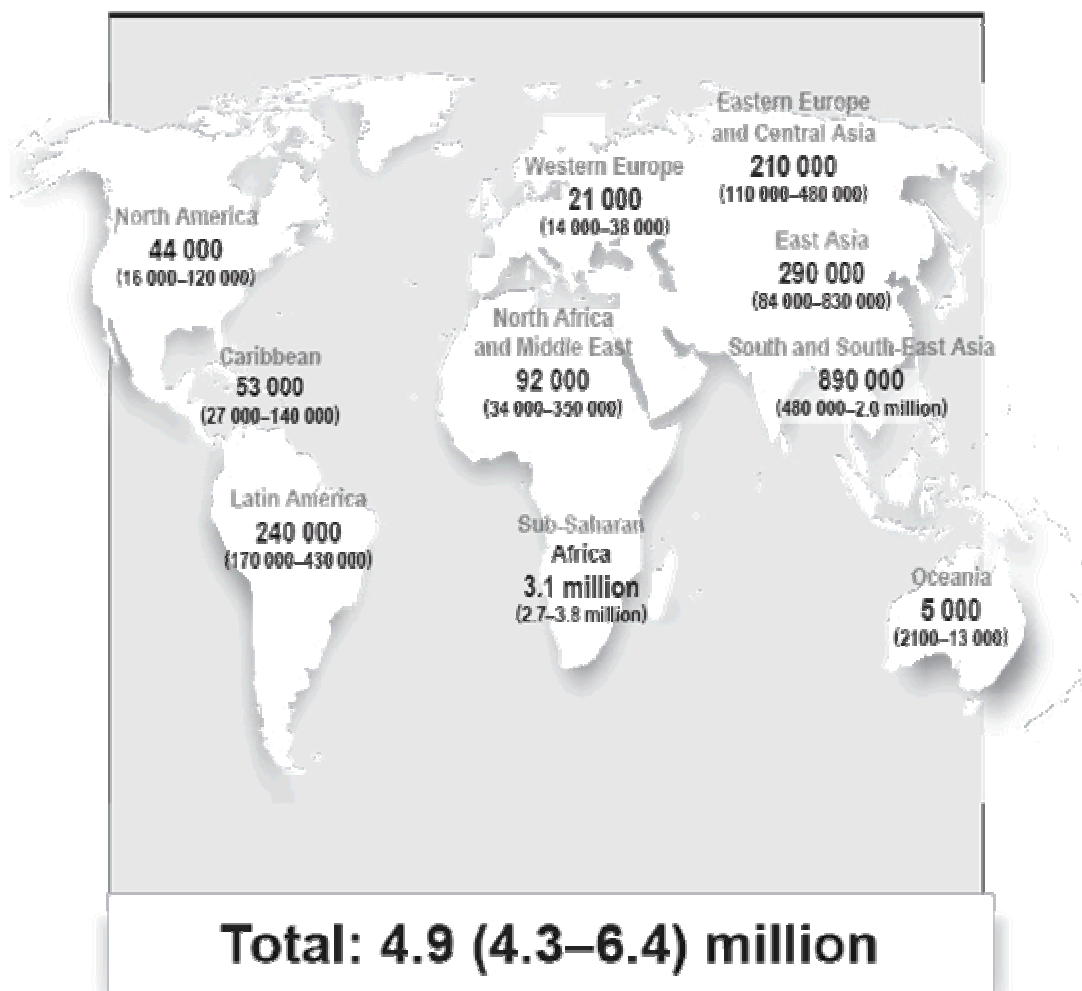 Eastern Europe
and Central Asia
210 000
(110 000–480 000)
Western Europe
21 000
(14 000–38 000)
North America
44 000
(16 000–120 000)
East Asia
290 000
(84 000–830 000)
North Africa
and Middle East
92 000
(34 000–350 000)
South and South-East Asia
890 000
(480 000–2.0 million)
Caribbean
53 000
(27 000–140 000)
Latin America
240 000
(170 000–430 000)
Sub-Saharan
Africa
3.1 million
(2.7–3.8 million)
Oceania
5 000
(2100–13 000)
Total: 4.9 (4.3–6.4) million